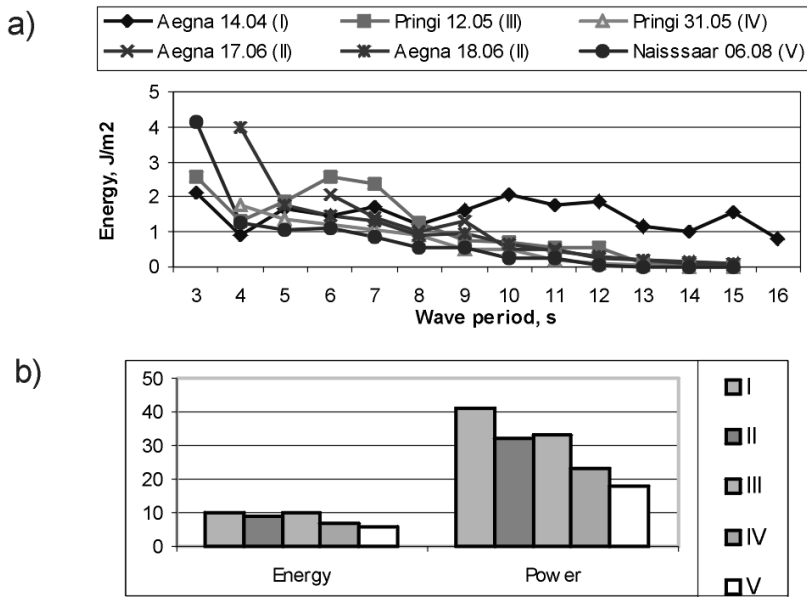 a)
Aegna 14.04 (I) Pringi 12.05 (III) Pringi 31.05 (IV)
Aegna 17.06 (II) Aegna 18.06 (II) Naisssaar 06.08 (V)
Energy, J/m2
5
4
3
2
1
0
3 4 5 6 7 8 9 10 11 12 13 14 15 16
Wave period, s
b)
50
40
30
20
10
0
Energy Power
I
II
III
IV
V